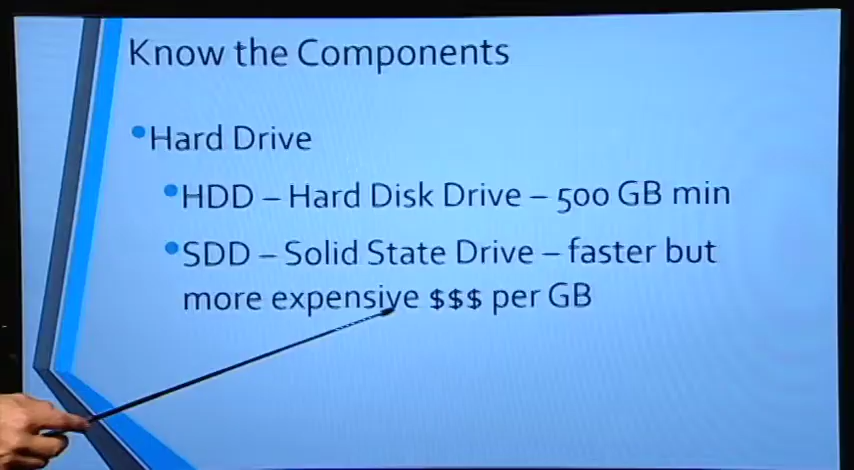 Know the Components
•Hard Drive
•HDD – Hard Disk Drive – 500 GB min
•SDD – Solid State Drive – faster but
more expensive $$$ per GB